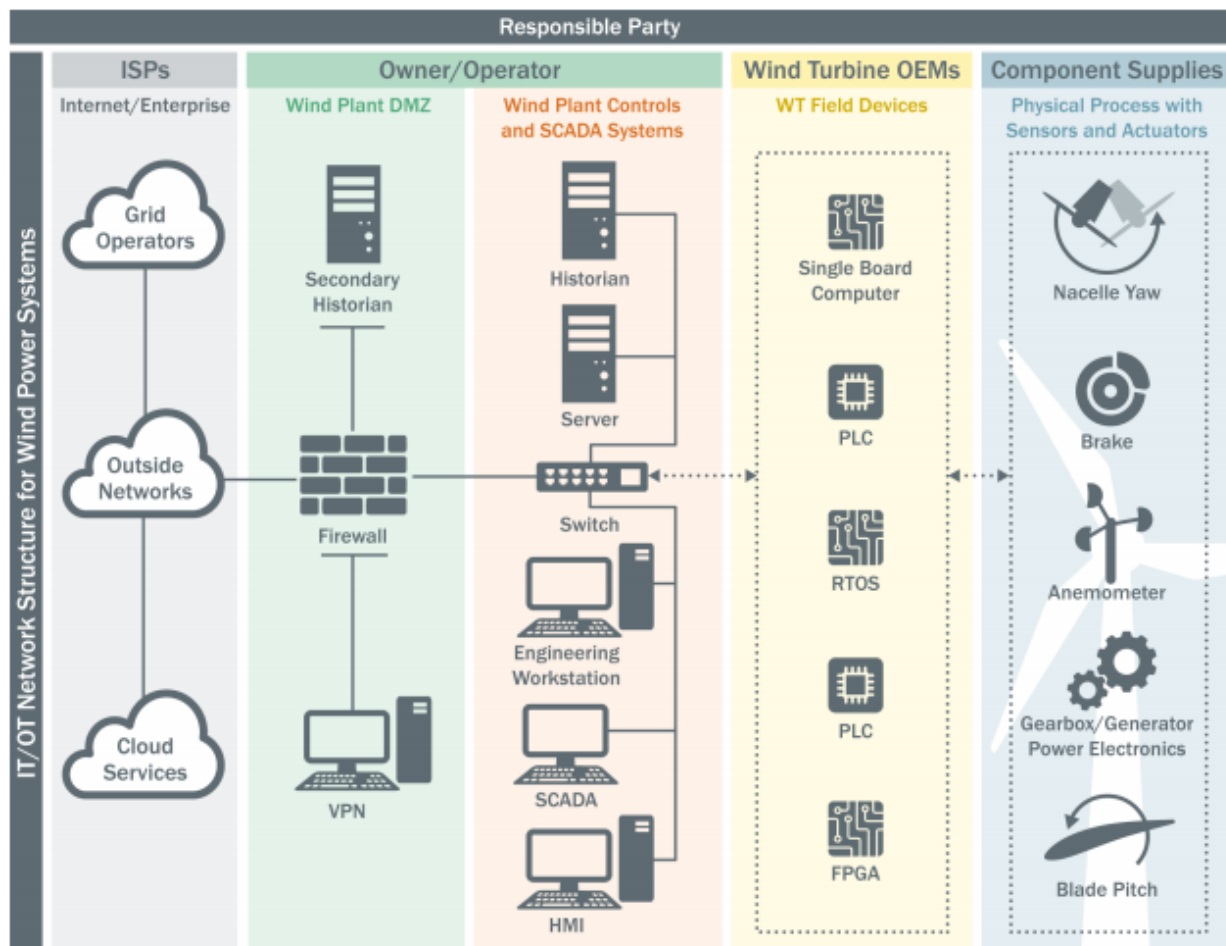 Responsible Party
IT/OT Network Structure for Wind Power Systems
ISPs
Owner/Operator
Wind Turbine OEMs
Component Supplies
Internet/Enterprise
Wind Plant DMZ
Wind Plant Controls
and SCADA Systems
WT Field Devices
Physical Process with
Sensors and Actuators
Grid
Operators
Outside
Networks
Cloud
Services
Secondary
Historian
Firewall
VPN
Historian
Server
Switch
Engineering
Workstation
SCADA
HMI
Single Board
Computer
PLC
RTOS
PLC
FPGA
Nacelle Yaw
Brake
Anemometer
Gearbox/Generator
Power Electronics
Blade Pitch